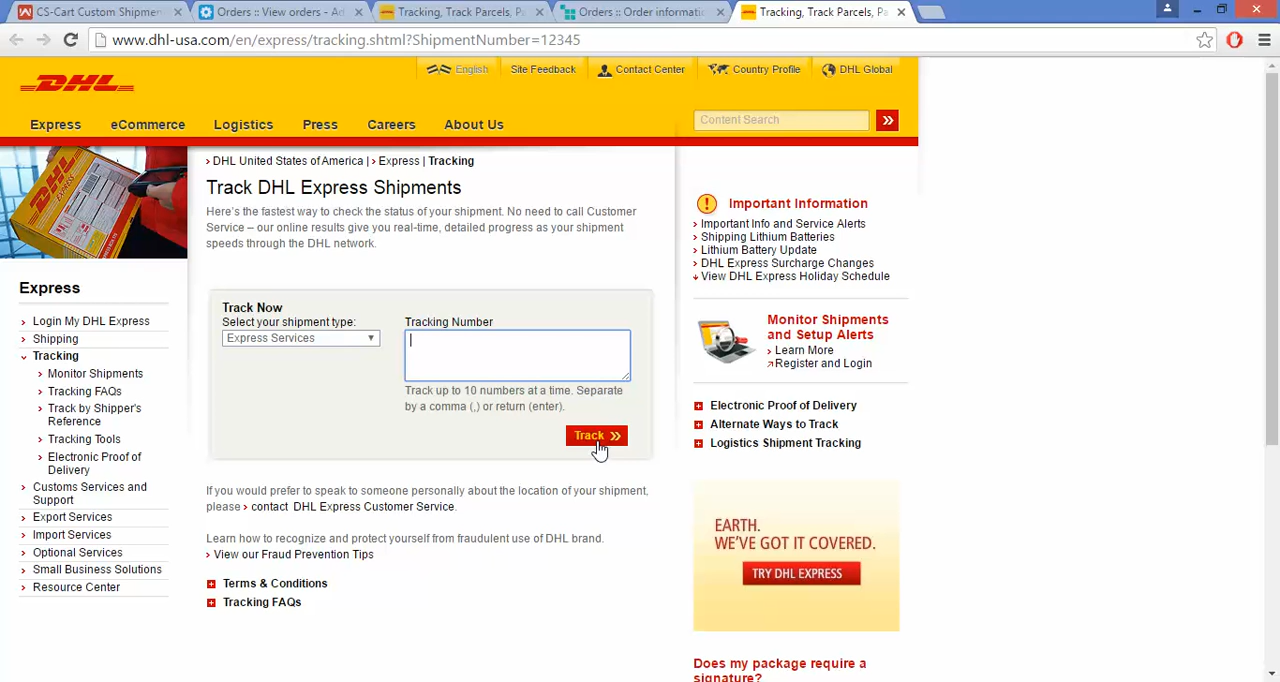 CS-Cart Custom Shipmen
Orders :: View orders - Ad
Tracking, Track Parcels, Pa
Orders :: Order informati
Tracking, Track Parcels, Pa
www.dhl-usa.com/en/express/tracking.shtml?ShipmentNumber=12345
English
Site Feedback
Contact Center
Country Profile
DHL Global
DHL
Express
eCommerce
Logistics
Press
Careers
About Us
Content Search
DHL
DHL United States of America | Express | Tracking
Track DHL Express Shipments
Here's the fastest way to check the status of your shipment. No need to call Customer
Service – our online results give you real-time, detailed progress as your shipment
speeds through the DHL network.
Express
Login My DHL Express
Shipping
Tracking
Monitor Shipments
Tracking FAQs
Track by Shipper's
Reference
Tracking Tools
Electronic Proof of
Delivery
Customs Services and
Support
Export Services
Import Services
Optional Services
Small Business Solutions
Resource Center
Track Now
Select your shipment type:
Express Services
Tracking Number
Track up to 10 numbers at a time. Separate
by a comma (,) or return (enter).
Track
If you would prefer to speak to someone personally about the location of your shipment,
please contact DHL Express Customer Service.
Learn how to recognize and protect yourself from fraudulent use of DHL brand.
View our Fraud Prevention Tips
Terms & Conditions
Tracking FAQs
Important Information
Important Info and Service Alerts
Shipping Lithium Batteries
Lithium Battery Update
DHL Express Surcharge Changes
View DHL Express Holiday Schedule
Monitor Shipments
and Setup Alerts
Learn More
Register and Login
Electronic Proof of Delivery
Alternate Ways to Track
Logistics Shipment Tracking
EARTH.
WE'VE GOT IT COVERED.
TRY DHL EXPRESS
Does my package require a
signature?